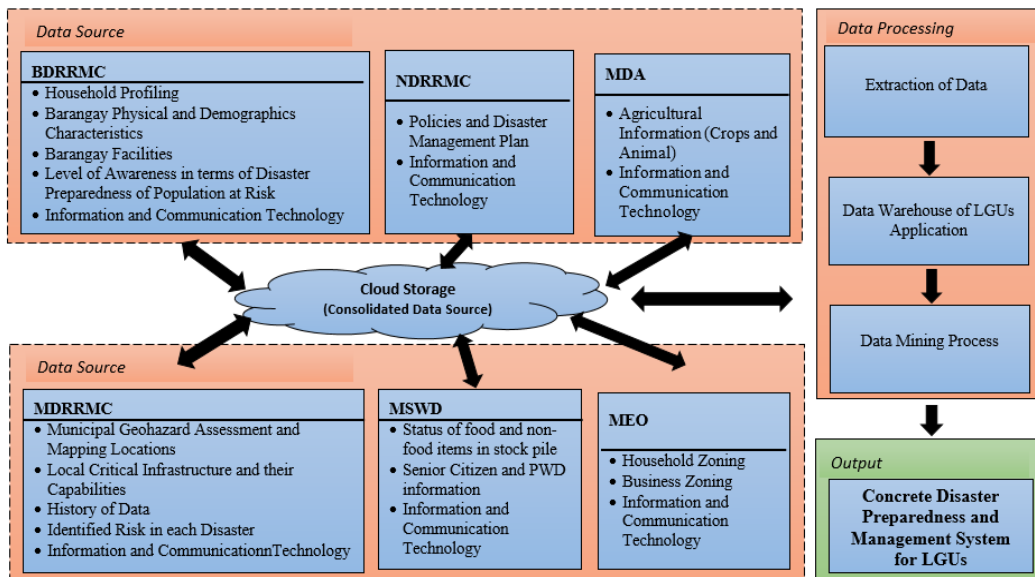 Data Source
BDRRMC
• Household Profiling
• Barangay Physical and Demographics
Characteristics
• Barangay Facilities
• Level of Awareness in terms of Disaster
Preparedness of Population at Risk
• Information and Communication Technology
NDRRMC
• Policies and Disaster
Management Plan
• Information and
Communication
Technology
MDA
• Agricultural
Information (Crops and
Animal)
• Information and
Communication
Technology
Cloud Storage
(Consolidated Data Source)
Data Source
MDRRMC
• Municipal Geohazard Assessment and
Mapping Locations
• Local Critical Infrastructure and their
Capabilities
• History of Data
• Identified Risk in each Disaster
• Information and CommunicationnTechnology
MSWD
• Status of food and non-
food items in stock pile
• Senior Citizen and PWD
information
• Information and
Communication
Technology
MEO
• Household Zoning
• Business Zoning
• Information and
Communication
Technology
Data Processing
Extraction of Data
Data Warehouse of LGUs
Application
Data Mining Process
Output
Concrete Disaster
Preparedness and
Management System
for LGUs